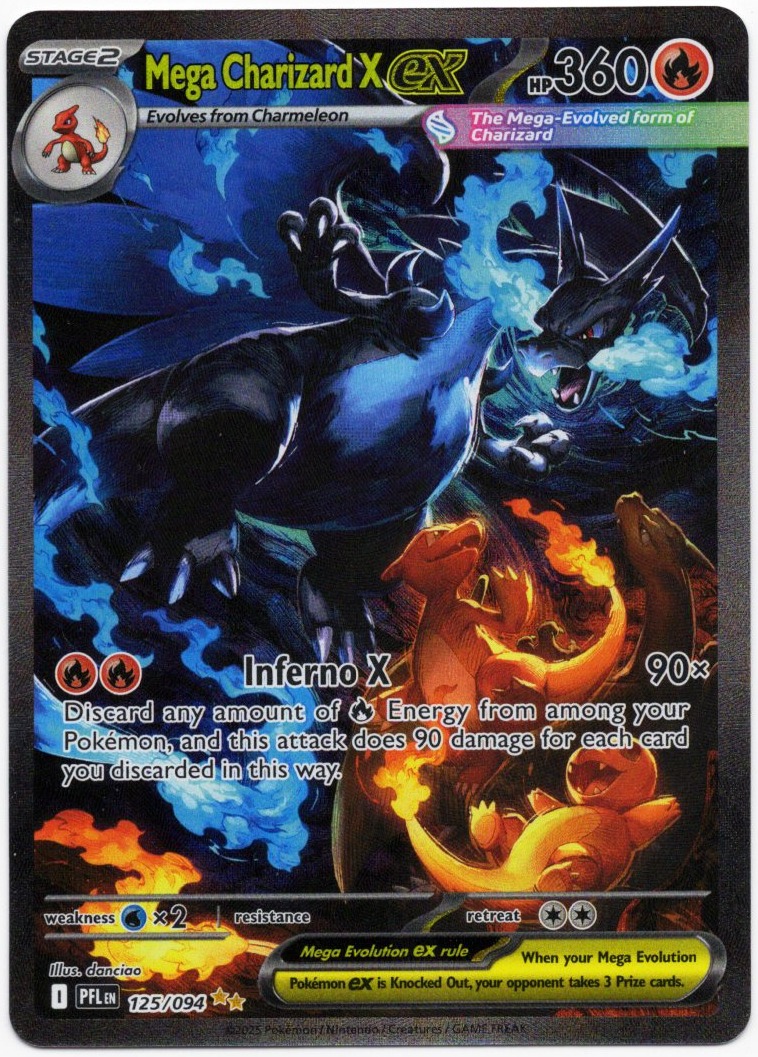 STAGE2
Mega Charizard X ex
HP360
Evolves from Charmeleon
The Mega-Evolved form of
Charizard
Inferno X 90×
Discard any amount of Energy from among your
Pokémon, and this attack does 90 damage for each card
you discarded in this way.
weakness ×2 resistance retreat
Mega Evolution ex rule When your Mega Evolution
Pokémon ex is Knocked Out, your opponent takes 3 Prize cards.
Illus. danciao
I PFL EN 125/094
©2025 Pokémon / Nintendo / Creatures / GAME FREAK